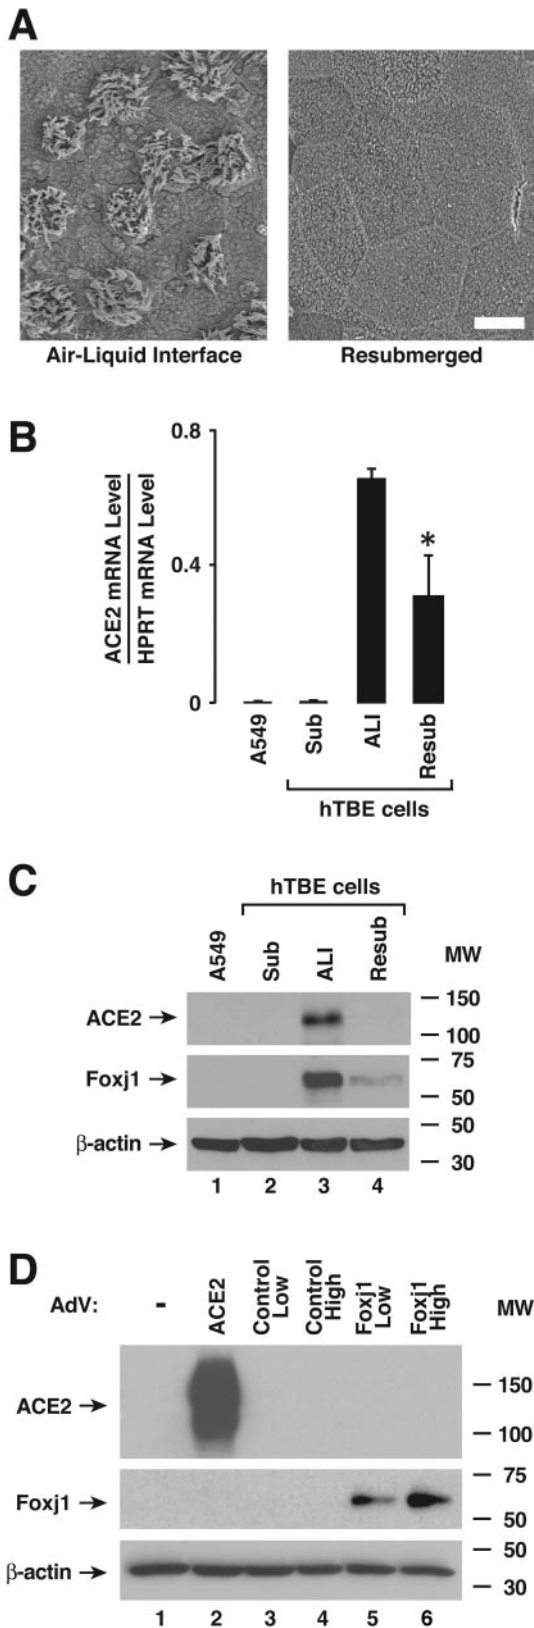 A
Air-Liquid Interface
Resubmerged
B
ACE2 mRNA Level
HPRT mRNA Level
0.8
0.4
0
*
A549
Sub
ALI
Resub
hTBE cells
C
hTBE cells
A549
Sub
ALI
Resub
MW
ACE2
150
100
Foxj1
75
50
β-actin
50
30
1 2 3 4
D
AdV:
-
ACE2
Control
Low
Control
High
Foxj1
Low
Foxj1
High
MW
ACE2
150
100
Foxj1
75
50
β-actin
50
30
1 2 3 4 5 6